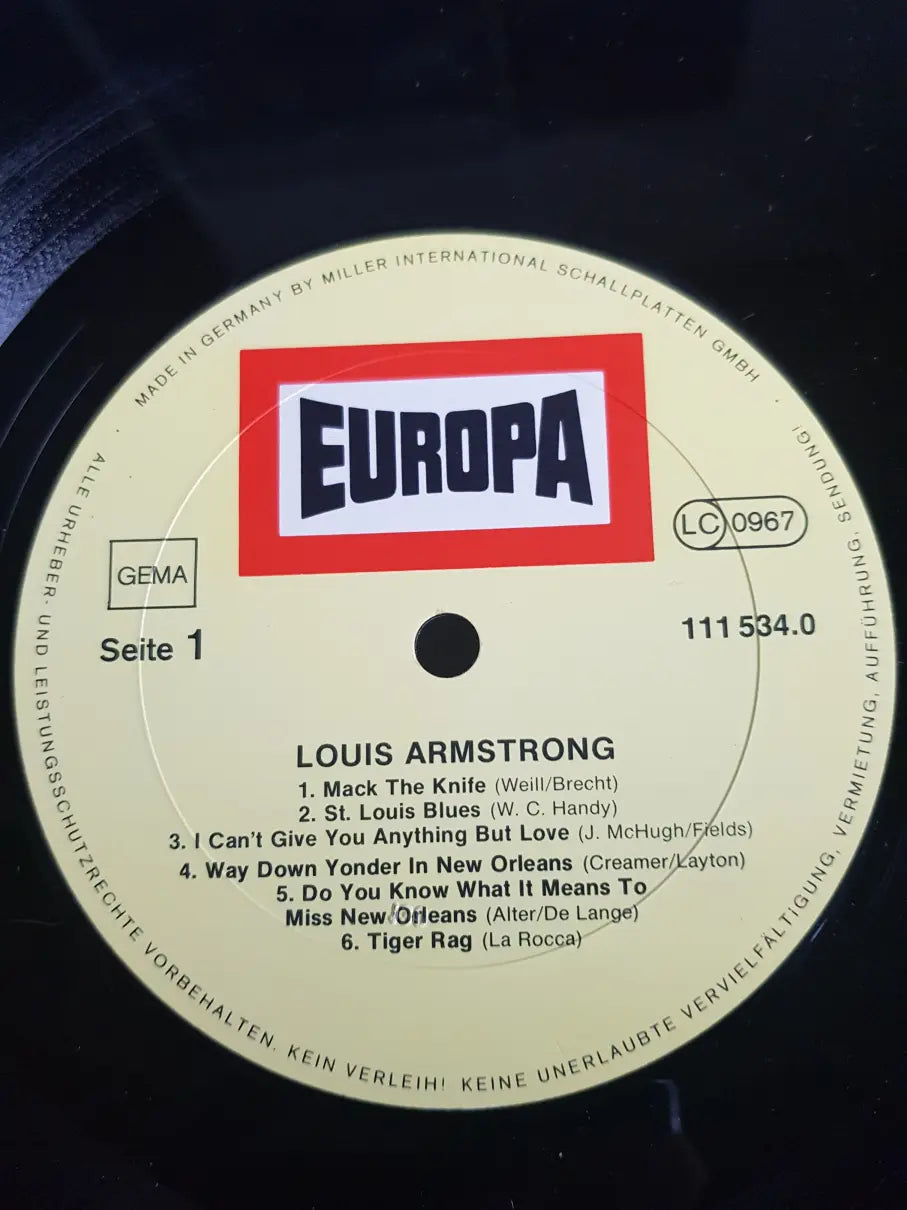 MADE IN GERMANY BY MILLER INTERNATIONAL SCHALLPLATTEN GMBH
EUROPA
LC 0967
GEMA
Seite 1
111 534.0
LOUIS ARMSTRONG
1. Mack The Knife (Weill/Brecht)
2. St. Louis Blues (W. C. Handy)
3. I Can't Give You Anything But Love (J. McHugh/Fields)
4. Way Down Yonder In New Orleans (Creamer/Layton)
5. Do You Know What It Means To
Miss New Orleans (Alter/De Lange)
6. Tiger Rag (La Rocca)
ALLE URHEBER- UND LEISTUNGSSCHUTZRECHTE VORBEHALTEN. KEIN VERLEIH! KEINE UNERLAUBTE VERVIELFÄLTIGUNG, VERMIETUNG, AUFFÜHRUNG, SENDUNG!